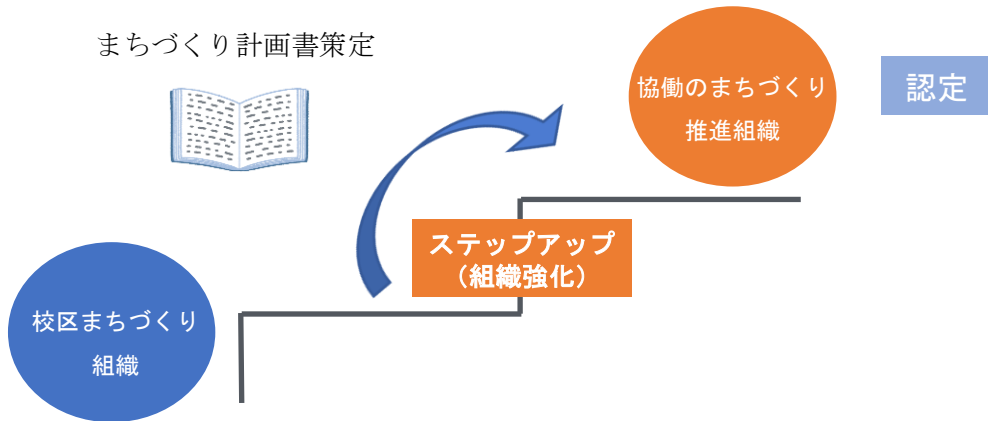 まちづくり計画書策定
協働のまちづくり
推進組織
認定
ステップアップ
（組織強化）
校区まちづくり
組織